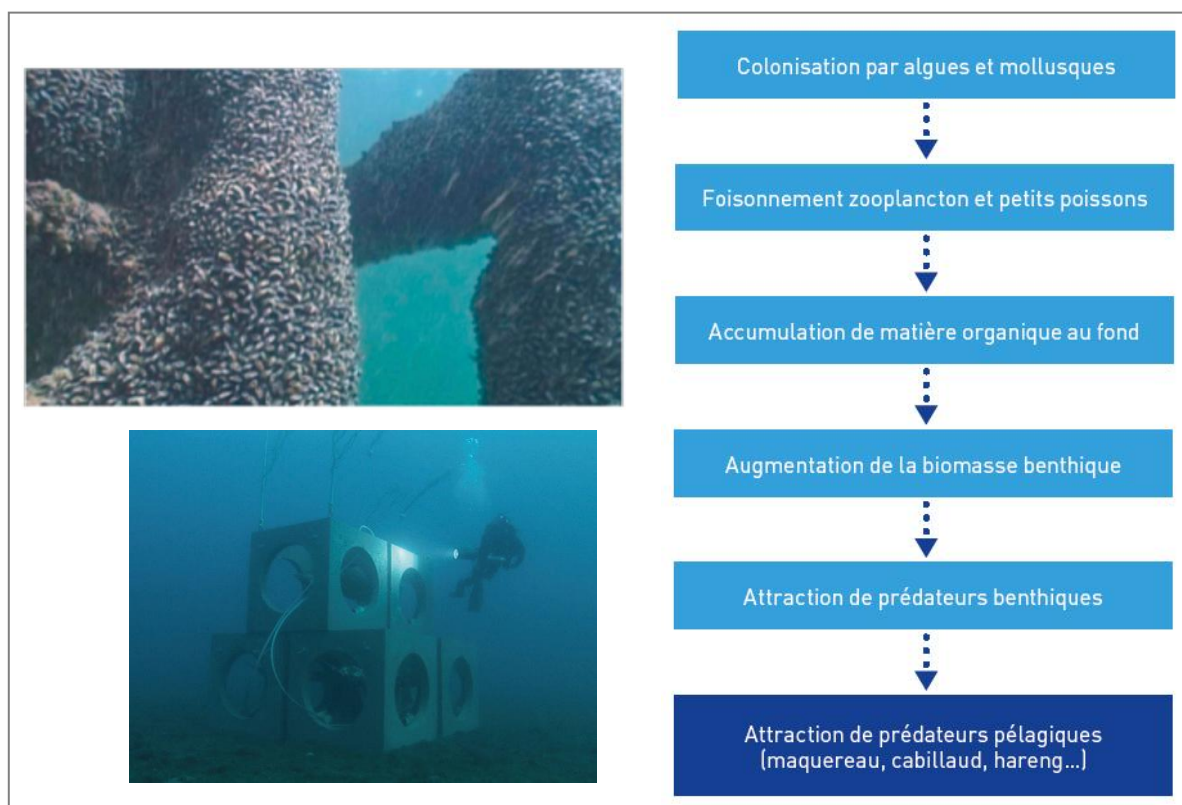 Colonisation par algues et mollusques
Foisonnement zooplancton et petits poissons
Accumulation de matière organique au fond
Augmentation de la biomasse benthique
Attraction de prédateurs benthiques
Attraction de prédateurs pélagiques
(maquereau, cabillaud, hareng...)